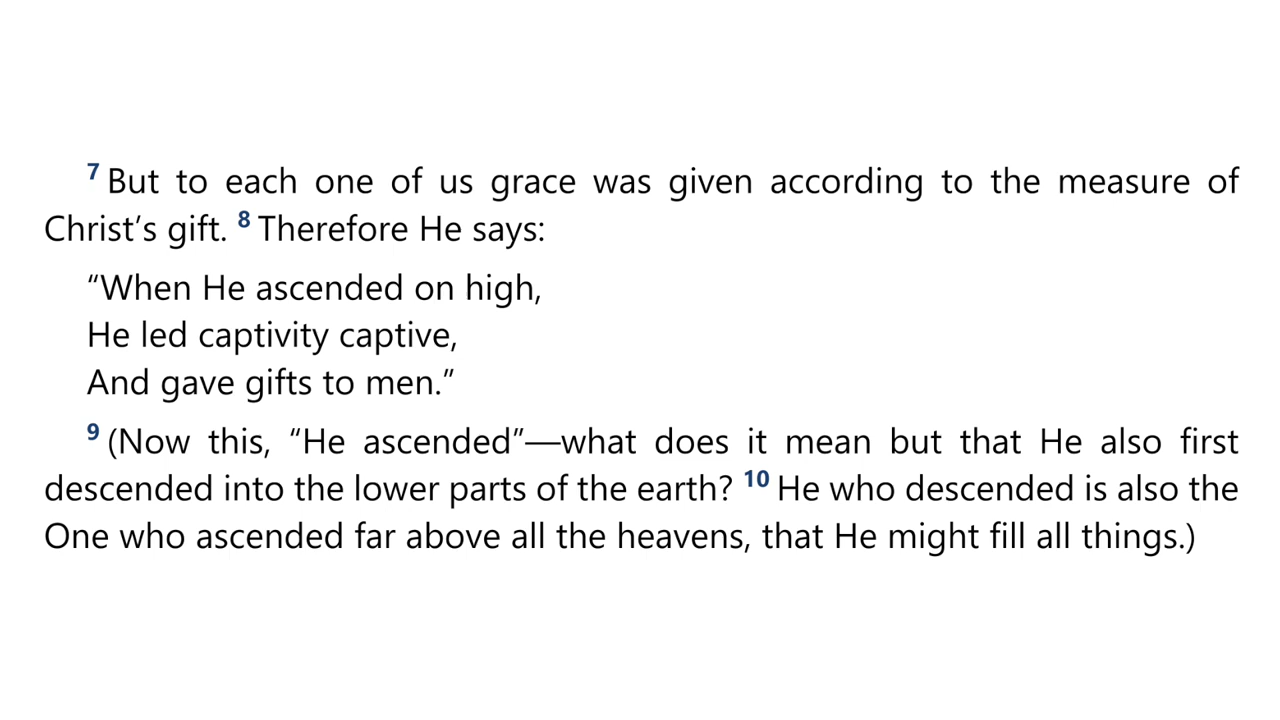 7 But to each one of us grace was given according to the measure of
Christ’s gift. 8 Therefore He says:
“When He ascended on high,
He led captivity captive,
And gave gifts to men.”
9 (Now this, “He ascended”—what does it mean but that He also first
descended into the lower parts of the earth? 10 He who descended is also the
One who ascended far above all the heavens, that He might fill all things.)